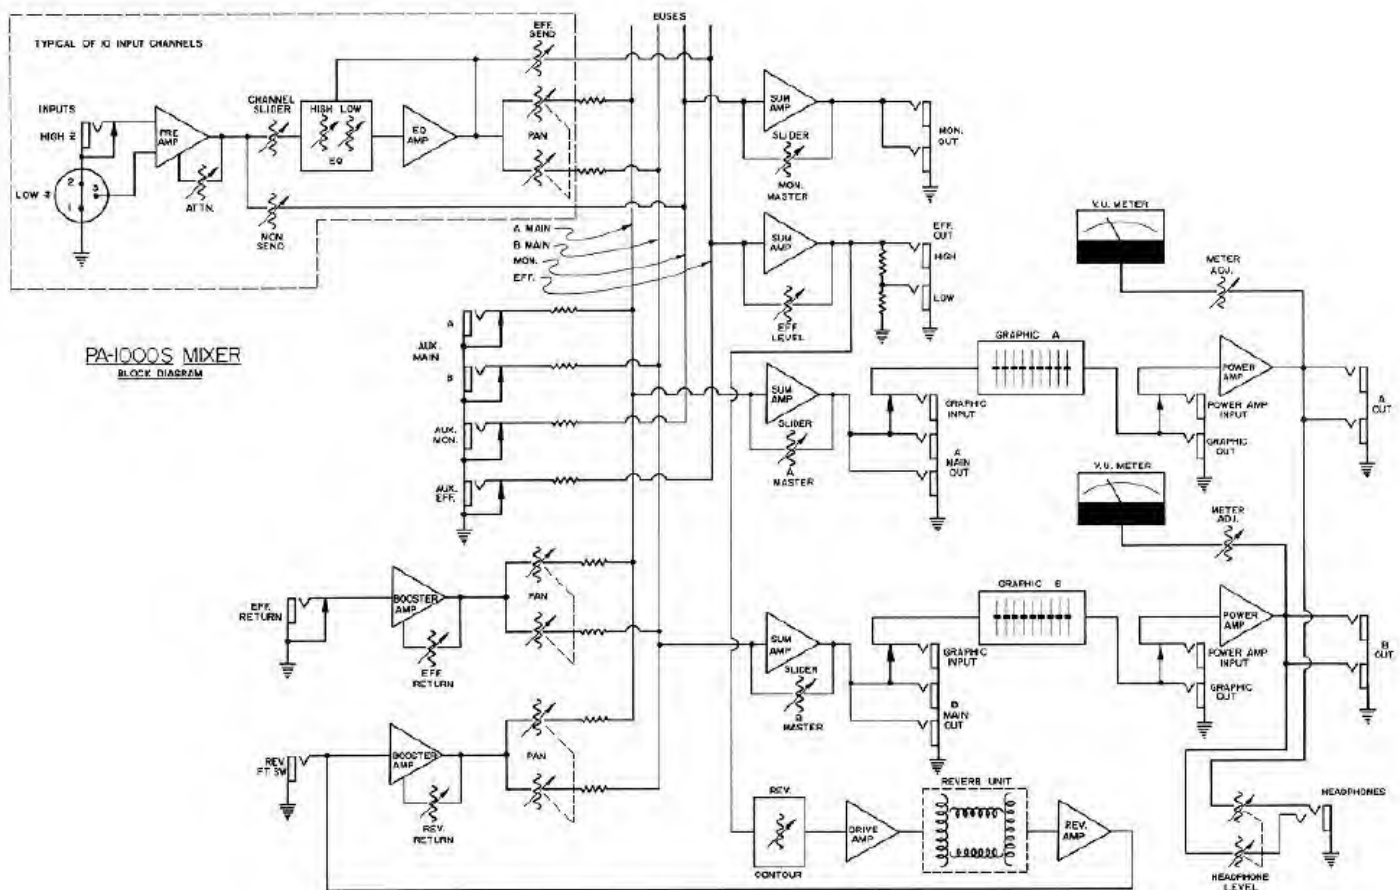 BUSES
TYPICAL OF 10 INPUT CHANNELS
EFF.
SEND
INPUTS
HIGH Z
LOW Z
2
3
1
PRE
AMP
ATTN.
CHANNEL
SLIDER
HIGH LOW
EQ
EQ
AMP
PAN
MON.
SEND
A MAIN
B MAIN
MON.
EFF.
SUM
AMP
SLIDER
MON.
MASTER
MON.
OUT
SUM
AMP
EFF.
LEVEL
EFF.
OUT
HIGH
LOW
V.U. METER
METER
ADJ.
PA-1000S MIXER
BLOCK DIAGRAM
A
AUX.
MAIN
B
AUX.
MON.
AUX.
EFF.
SUM
AMP
SLIDER
A
MASTER
GRAPHIC
INPUT
A
MAIN
OUT
GRAPHIC A
POWER
AMP
POWER AMP
INPUT
GRAPHIC
OUT
A
OUT
V.U. METER
METER
ADJ.
EFF.
RETURN
BOOSTER
AMP
EFF.
RETURN
PAN
SUM
AMP
SLIDER
B
MASTER
GRAPHIC
INPUT
B
MAIN
OUT
GRAPHIC B
POWER
AMP
POWER AMP
INPUT
GRAPHIC
OUT
B
OUT
REV.
FT SW
BOOSTER
AMP
REV.
RETURN
PAN
REV.
CONTOUR
DRIVE
AMP
REVERB UNIT
REV.
AMP
HEADPHONES
HEADPHONE
LEVEL